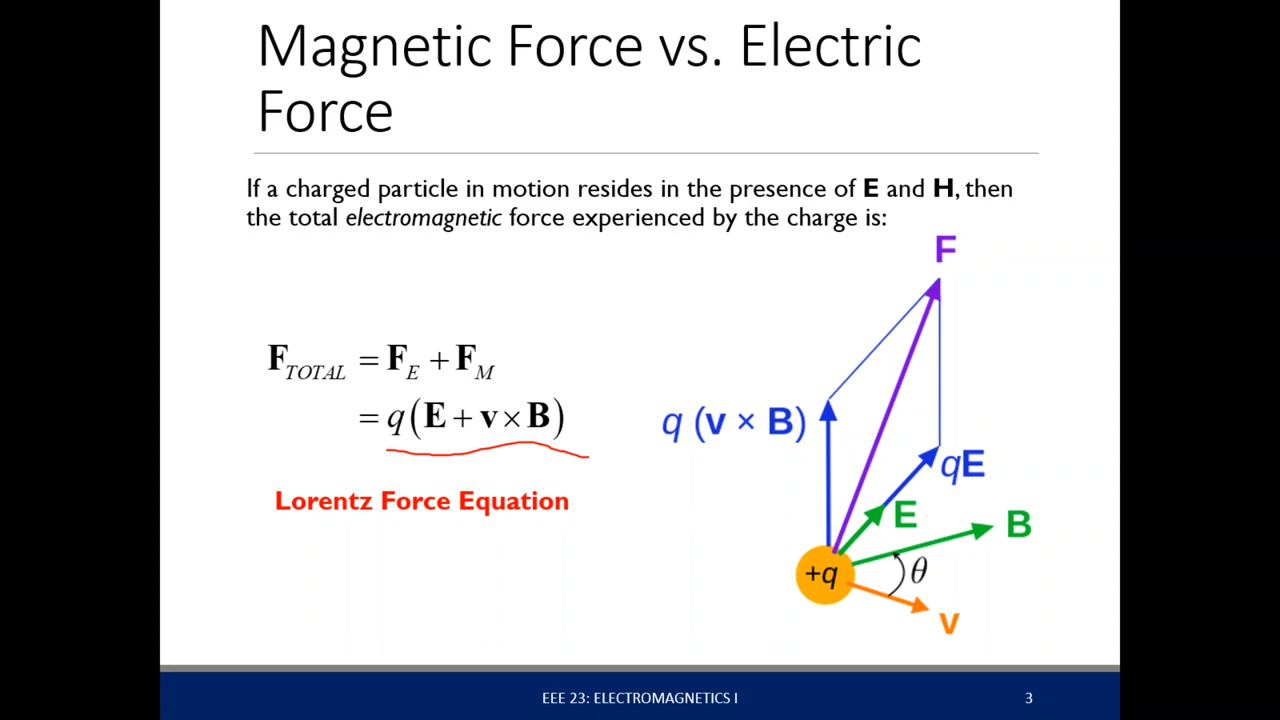 Magnetic Force vs. Electric
Force
If a charged particle in motion resides in the presence of E and H, then
the total electromagnetic force experienced by the charge is:
F
F_TOTAL = F_E + F_M
= q(E + v × B)
q (v × B)
qE
Lorentz Force Equation
E
B
+q
θ
v
EEE 23: ELECTROMAGNETICS I
3